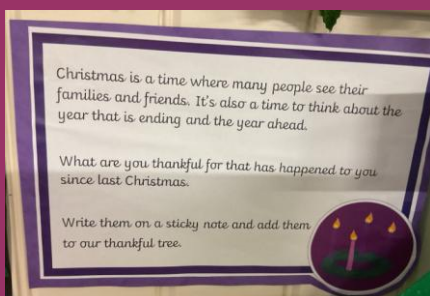 Christmas is a time where many people see their
families and friends. It's also a time to think about the
year that is ending and the year ahead.
What are you thankful for that has happened to you
since last Christmas.
Write them on a sticky note and add them
to our thankful tree.